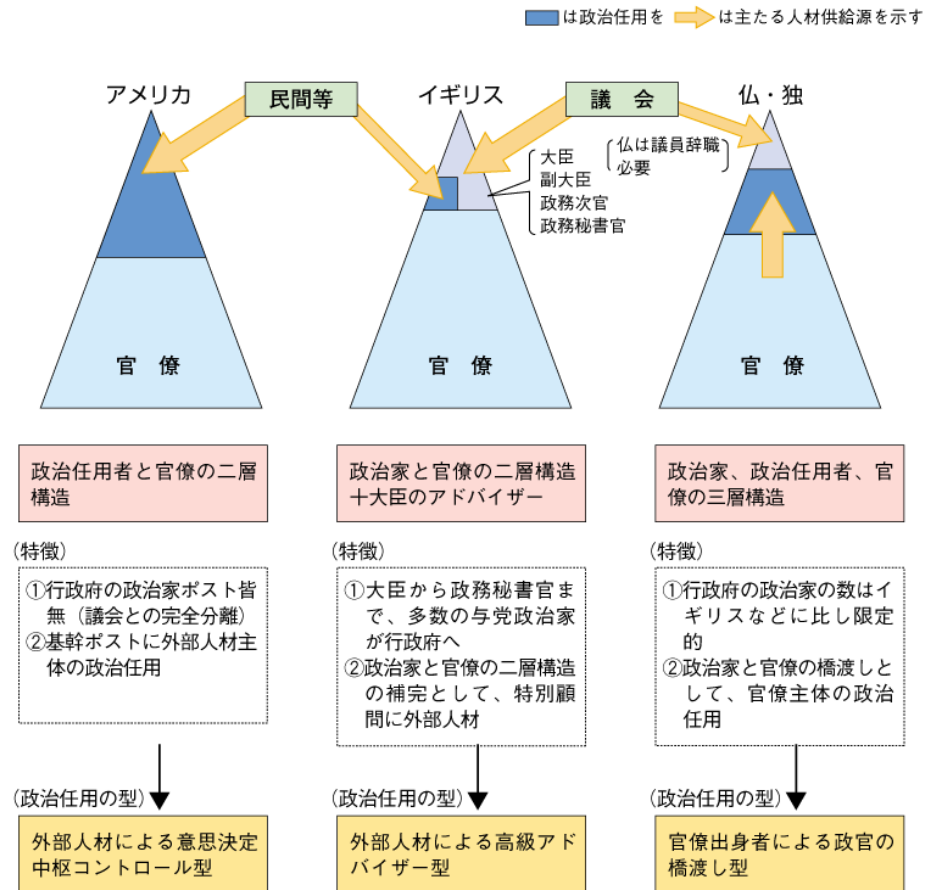 は政治任用を
は主たる人材供給源を示す
アメリカ
民間等
イギリス
議 会
仏・独
大臣
副大臣
政務次官
政務秘書官
仏は議員辞職
必要
官 僚
官 僚
官 僚
政治任用者と官僚の二層
構造
政治家と官僚の二層構造
十大臣のアドバイザー
政治家、政治任用者、官
僚の三層構造
(特徴)
①行政府の政治家ポスト皆
無(議会との完全分離)
②基幹ポストに外部人材主
体の政治任用
(特徴)
①大臣から政務秘書官ま
で、多数の与党政治家
が行政府へ
②政治家と官僚の二層構造
の補完として、特別顧
問に外部人材
(特徴)
①行政府の政治家の数はイ
ギリスなどに比し限定
的
②政治家と官僚の橋渡しと
して、官僚主体の政治
任用
(政治任用の型)
外部人材による意思決定
中枢コントロール型
(政治任用の型)
外部人材による高級アド
バイザー型
(政治任用の型)
官僚出身者による政官の
橋渡し型